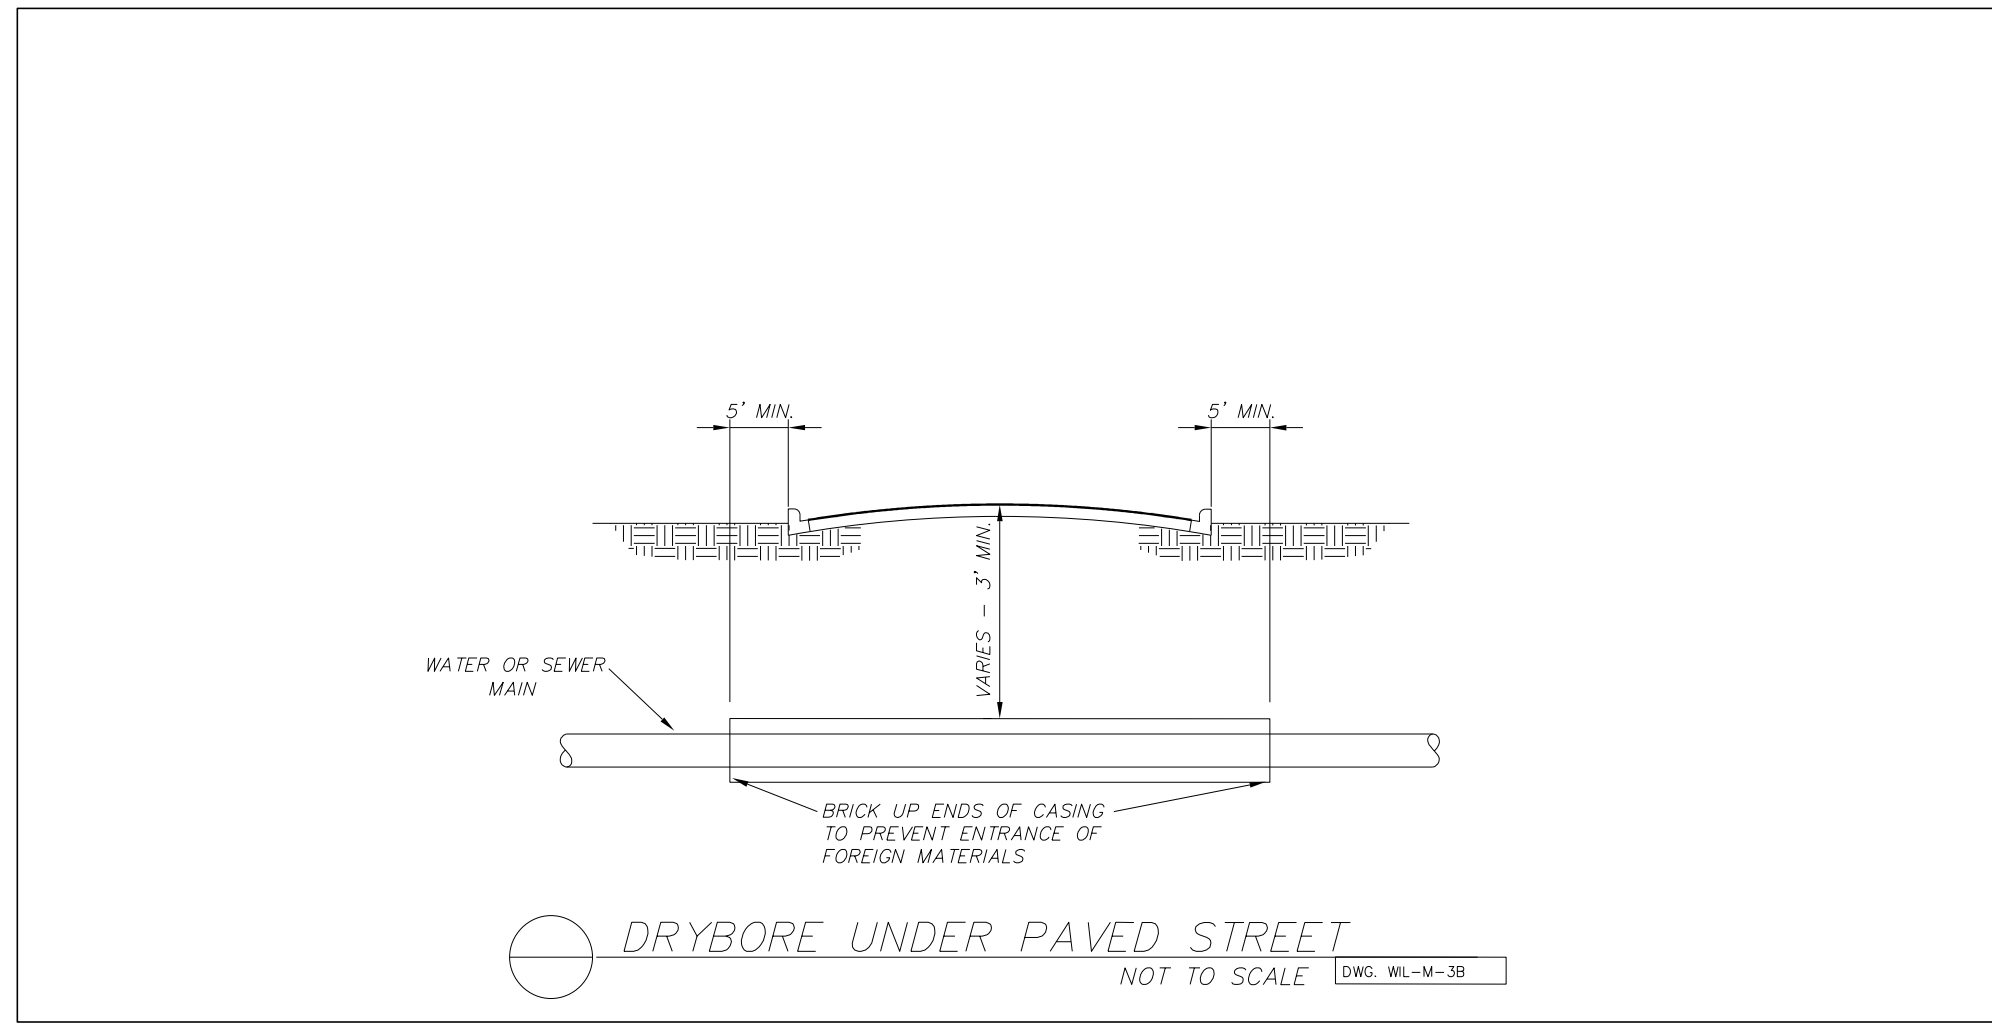 5' MIN.
5' MIN.
VARIES - 3' MIN.
WATER OR SEWER
MAIN
BRICK UP ENDS OF CASING
TO PREVENT ENTRANCE OF
FOREIGN MATERIALS
DRYBORE UNDER PAVED STREET
NOT TO SCALE
DWG. WIL-M-3B